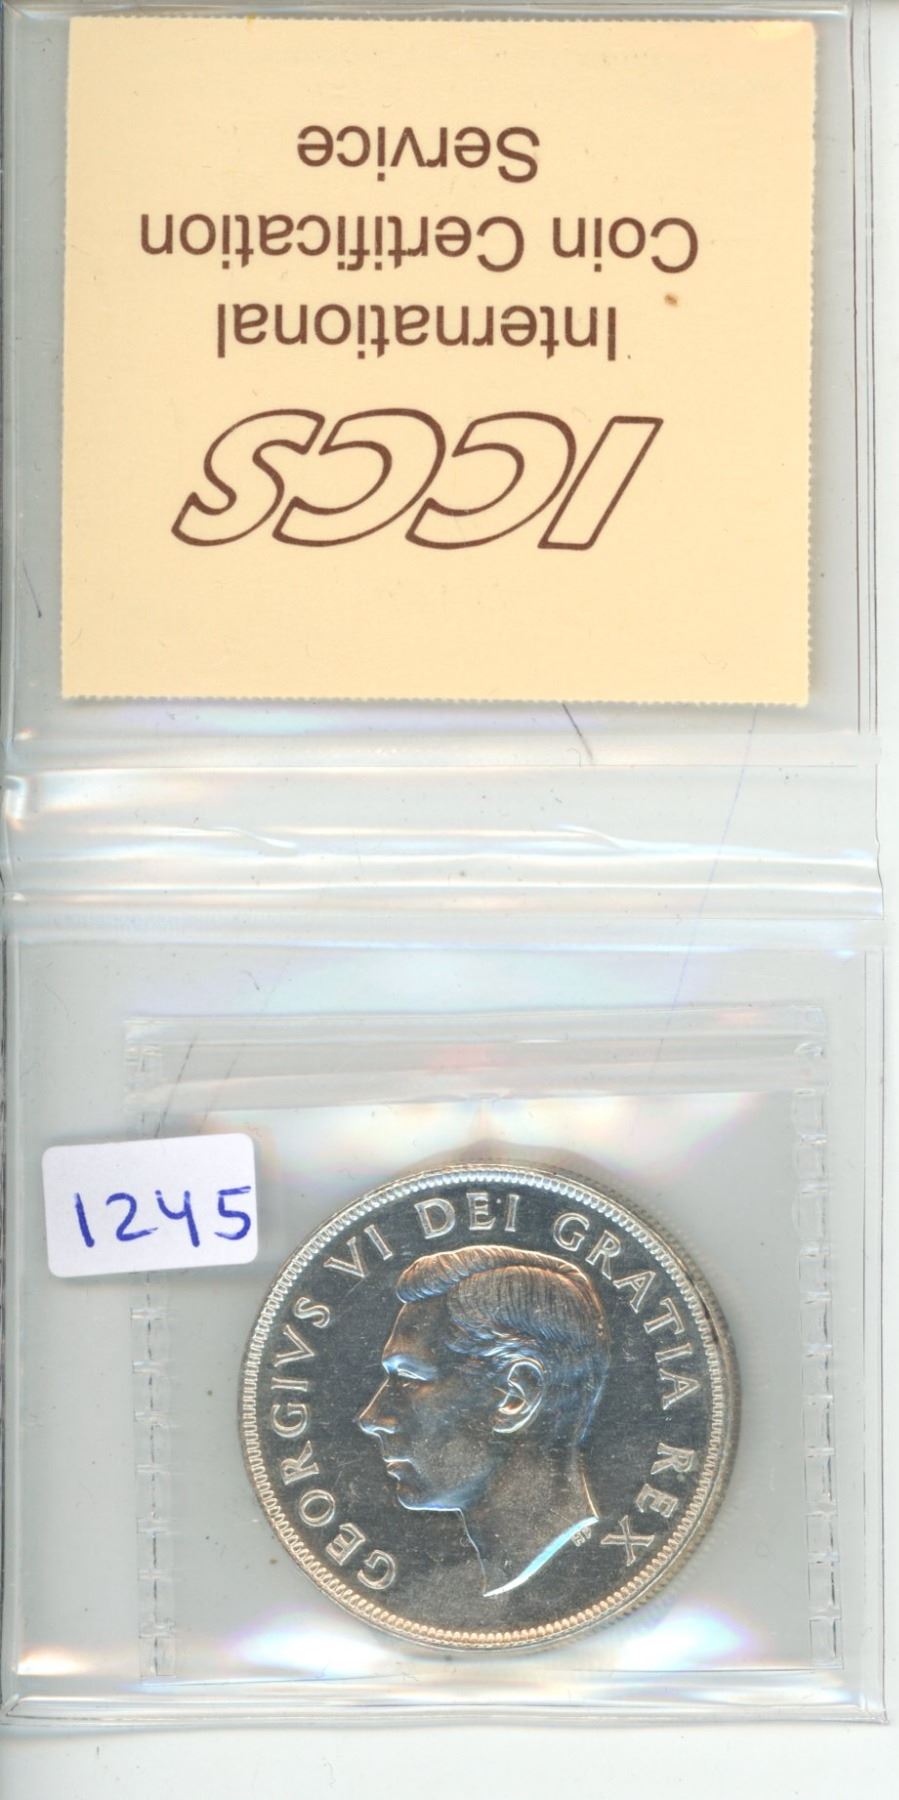 ICCS
International
Coin Certification
Service
1245
GEORGIVS VI DEI GRATIA REX